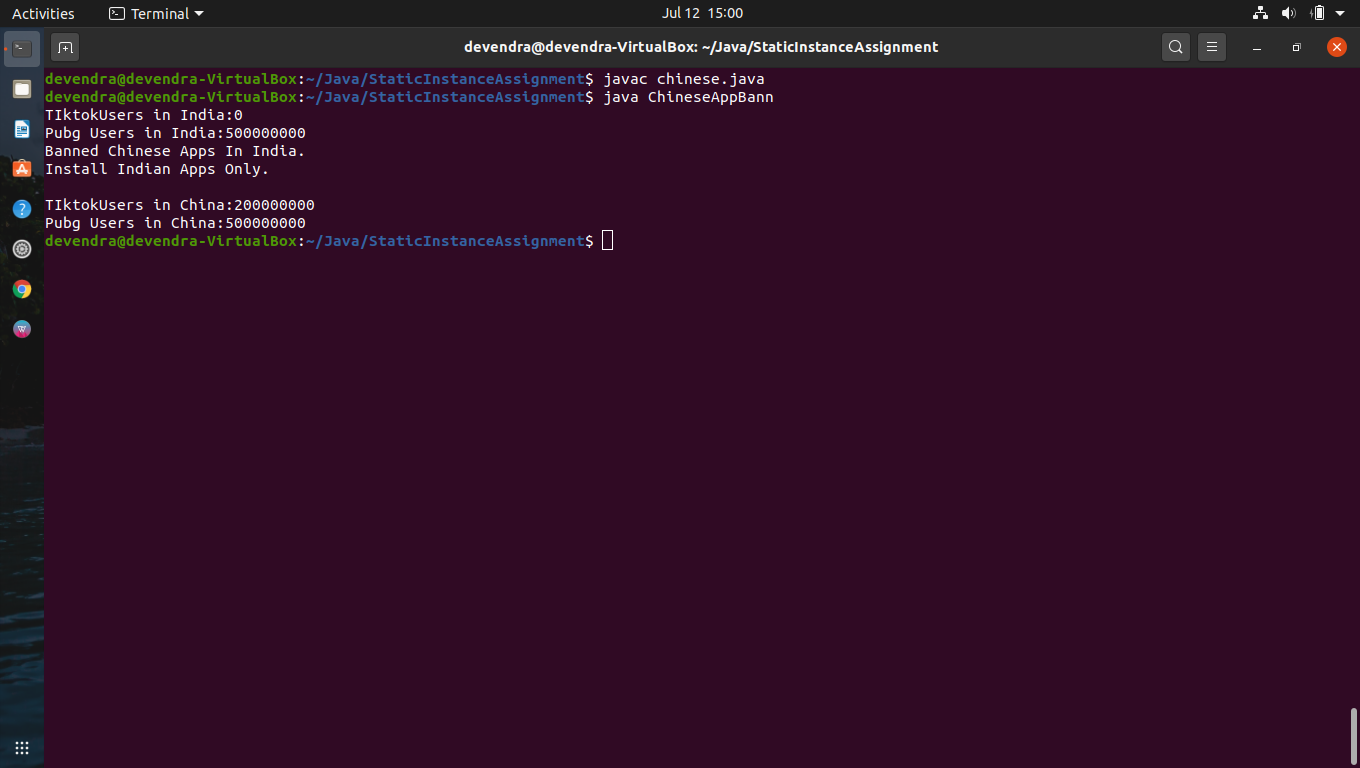 Activities Terminal Jul 12 15:00
devendra@devendra-VirtualBox: ~/Java/StaticInstanceAssignment
devendra@devendra-VirtualBox:~/Java/StaticInstanceAssignment$ javac chinese.java
devendra@devendra-VirtualBox:~/Java/StaticInstanceAssignment$ java ChineseAppBann
TIktokUsers in India:0
Pubg Users in India:500000000
Banned Chinese Apps In India.
Install Indian Apps Only.
TIktokUsers in China:200000000
Pubg Users in China:500000000
devendra@devendra-VirtualBox:~/Java/StaticInstanceAssignment$